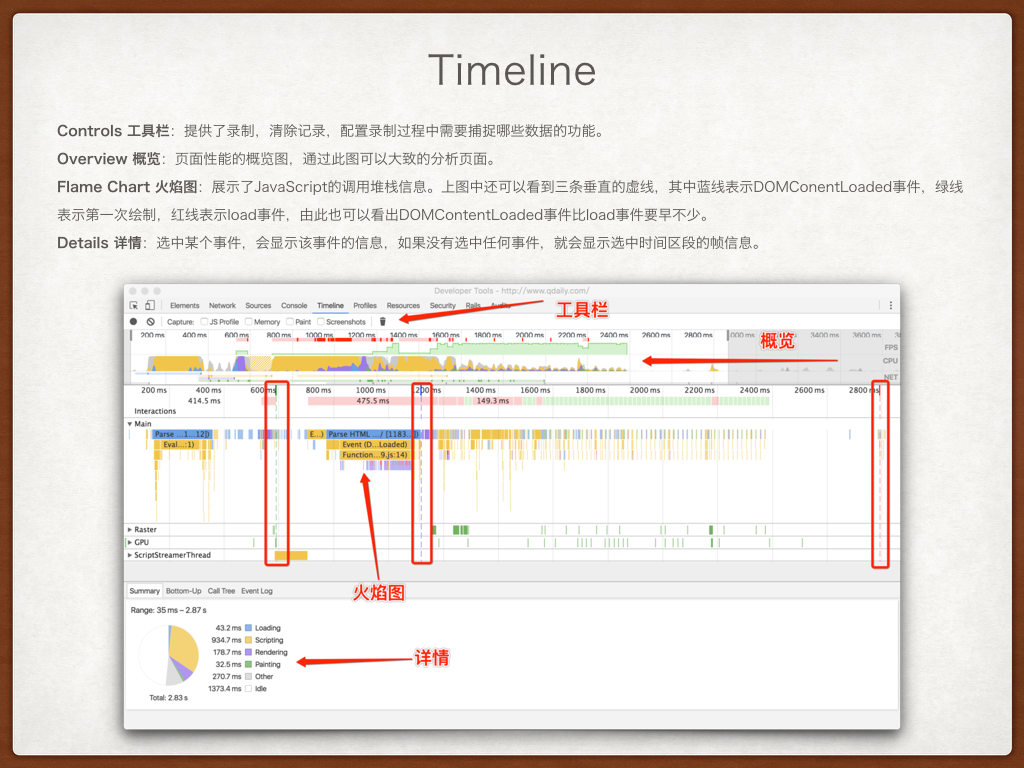 Timeline
Controls 工具栏：提供了录制，清除记录，配置录制过程中需要捕捉哪些数据的功能。
Overview 概览：页面性能的概览图，通过此图可以大致的分析页面。
Flame Chart 火焰图：展示了JavaScript的调用堆栈信息。上图中还可以看到三条垂直的虚线，其中蓝线表示DOMConentLoaded事件，绿线
表示第一次绘制，红线表示load事件，由此也可以看出DOMContentLoaded事件比load事件要早不少。
Details 详情：选中某个事件，会显示该事件的信息，如果没有选中任何事件，就会显示选中时间区段的帧信息。
Developer Tools - http://www.qdaily.com/
Elements Network Sources Console Timeline Profiles Resources Security Rails Audits
工具栏
Capture: JS Profile Memory Paint Screenshots
200 ms 400 ms 600 ms 800 ms 1000 ms 1200 ms 1400 ms 1600 ms 1800 ms 2000 ms 2200 ms 2400 ms 2600 ms 2800 ms 3400 ms 3600 ms
概览
FPS
CPU
NET
200 ms 400 ms 600 ms 800 ms 1000 ms 1200 ms 1400 ms 1600 ms 1800 ms 2000 ms 2200 ms 2400 ms 2600 ms 2800 ms
414.5 ms 475.5 ms 149.3 ms
Interactions
Main
Parse ...1...12]) E...) Parse HTML .../ [1183...])
Eval...:1) Event (D...Loaded)
Function...9.js:14)
Raster
GPU
ScriptStreamerThread
火焰图
Summary Bottom-Up Call Tree Event Log
Range: 35 ms – 2.87 s
43.2 ms Loading
934.7 ms Scripting
178.7 ms Rendering
32.5 ms Painting
270.7 ms Other
1373.4 ms Idle
详情
Total: 2.83 s